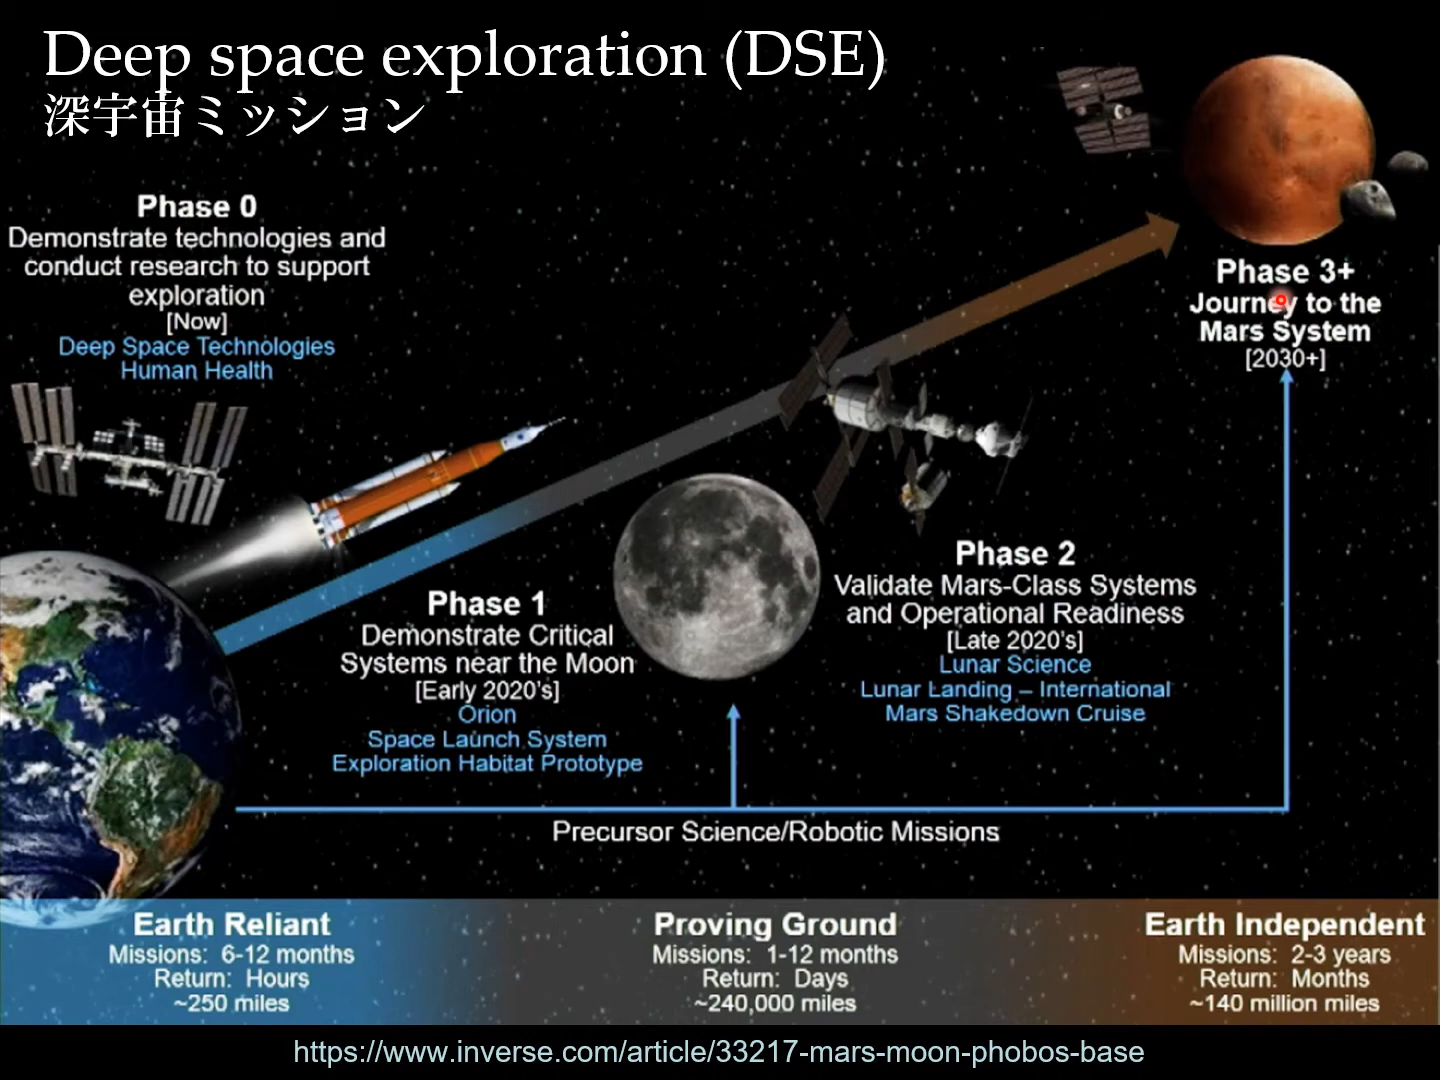 Deep space exploration (DSE)
深宇宙ミッション
Phase 0
Demonstrate technologies and
conduct research to support
exploration
[Now]
Deep Space Technologies
Human Health
Phase 3+
Journey to the
Mars System
[2030+]
Phase 1
Demonstrate Critical
Systems near the Moon
[Early 2020's]
Orion
Space Launch System
Exploration Habitat Prototype
Phase 2
Validate Mars-Class Systems
and Operational Readiness
[Late 2020's]
Lunar Science
Lunar Landing – International
Mars Shakedown Cruise
Precursor Science/Robotic Missions
Earth Reliant
Missions: 6-12 months
Return: Hours
~250 miles
Proving Ground
Missions: 1-12 months
Return: Days
~240,000 miles
Earth Independent
Missions: 2-3 years
Return: Months
~140 million miles
https://www.inverse.com/article/33217-mars-moon-phobos-base